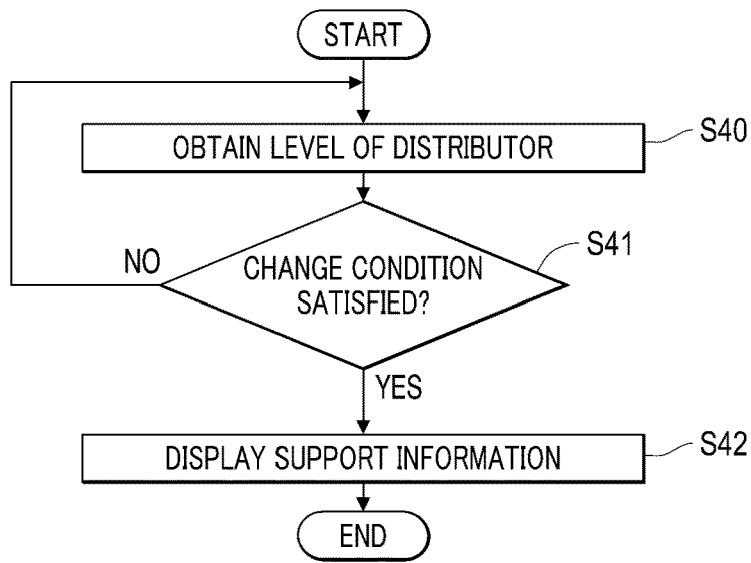 START
OBTAIN LEVEL OF DISTRIBUTOR
S40
CHANGE CONDITION
SATISFIED?
S41
NO
YES
DISPLAY SUPPORT INFORMATION
S42
END